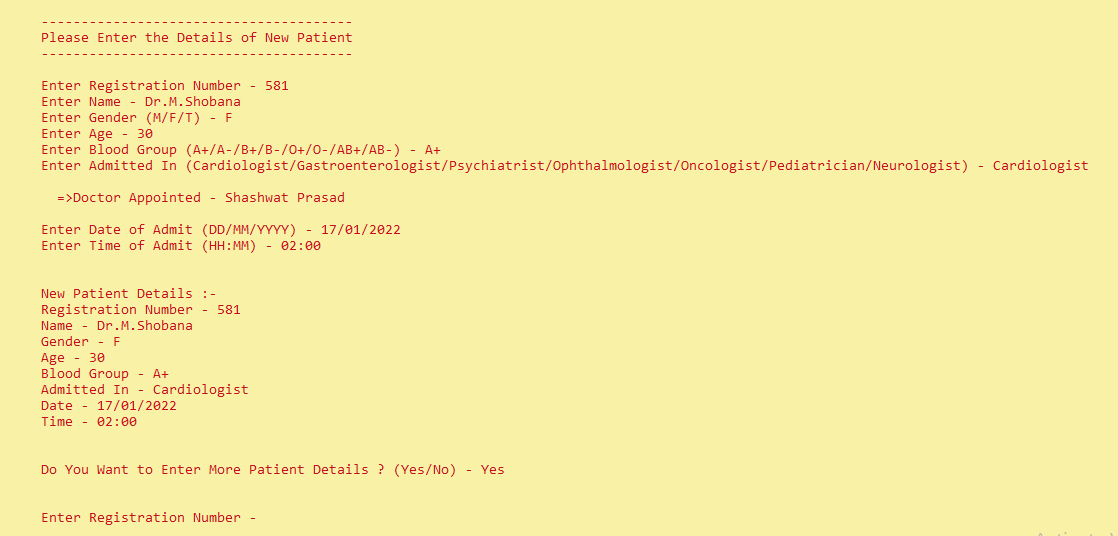 ---------------------------------------
Please Enter the Details of New Patient
---------------------------------------
Enter Registration Number - 581
Enter Name - Dr.M.Shobana
Enter Gender (M/F/T) - F
Enter Age - 30
Enter Blood Group (A+/A-/B+/B-/O+/O-/AB+/AB-) - A+
Enter Admitted In (Cardiologist/Gastroenterologist/Psychiatrist/Ophthalmologist/Oncologist/Pediatrician/Neurologist) - Cardiologist
=>Doctor Appointed - Shashwat Prasad
Enter Date of Admit (DD/MM/YYYY) - 17/01/2022
Enter Time of Admit (HH:MM) - 02:00
New Patient Details :-
Registration Number - 581
Name - Dr.M.Shobana
Gender - F
Age - 30
Blood Group - A+
Admitted In - Cardiologist
Date - 17/01/2022
Time - 02:00
Do You Want to Enter More Patient Details ? (Yes/No) - Yes
Enter Registration Number -